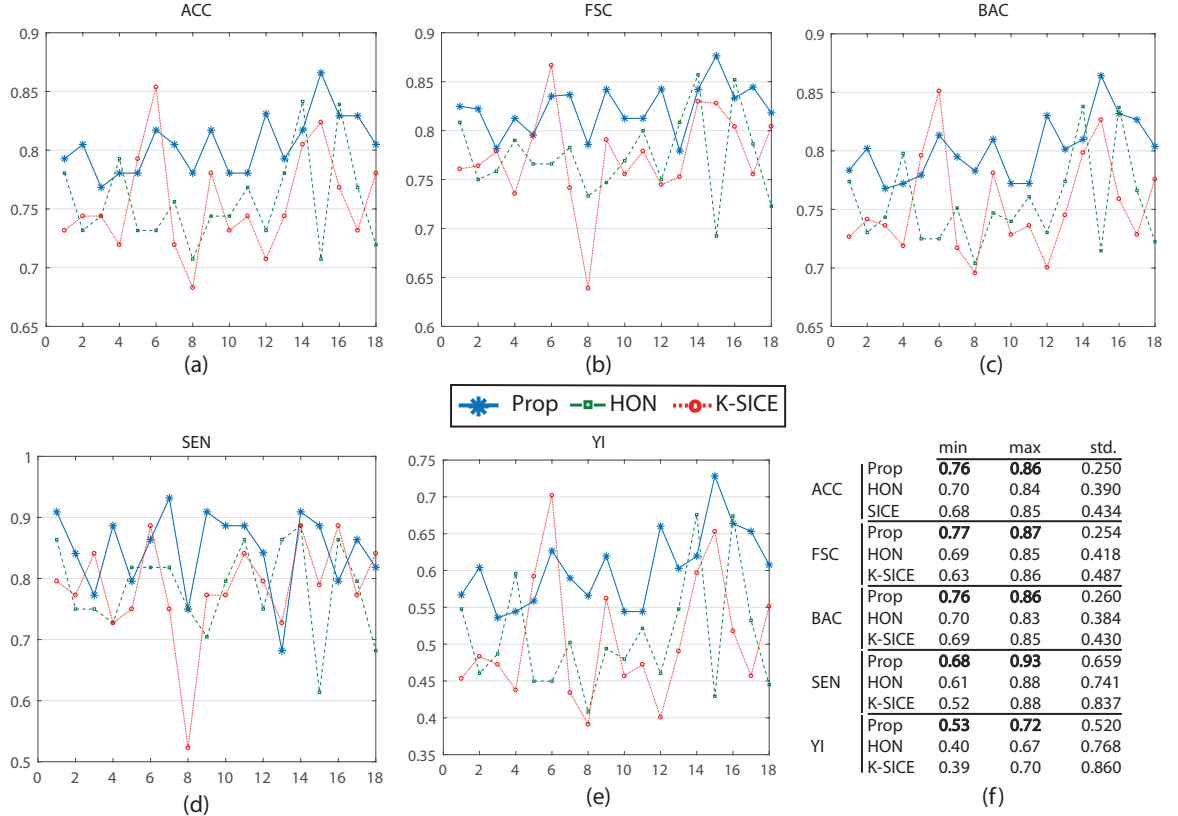 ACC
0.9
0.85
0.8
0.75
0.7
0.65
0 2 4 6 8 10 12 14 16 18
(a)
FSC
0.9
0.85
0.8
0.75
0.7
0.65
0.6
0 2 4 6 8 10 12 14 16 18
(b)
BAC
0.9
0.85
0.8
0.75
0.7
0.65
0 2 4 6 8 10 12 14 16 18
(c)
Prop HON K-SICE
SEN
1
0.9
0.8
0.7
0.6
0.5
0 2 4 6 8 10 12 14 16 18
(d)
YI
0.75
0.7
0.65
0.6
0.55
0.5
0.45
0.4
0.35
0 2 4 6 8 10 12 14 16 18
(e)
min max std.
ACC
Prop 0.76 0.86 0.250
HON 0.70 0.84 0.390
SICE 0.68 0.85 0.434
FSC
Prop 0.77 0.87 0.254
HON 0.69 0.85 0.418
K-SICE 0.63 0.86 0.487
BAC
Prop 0.76 0.86 0.260
HON 0.70 0.83 0.384
K-SICE 0.69 0.85 0.430
SEN
Prop 0.68 0.93 0.659
HON 0.61 0.88 0.741
K-SICE 0.52 0.88 0.837
YI
Prop 0.53 0.72 0.520
HON 0.40 0.67 0.768
K-SICE 0.39 0.70 0.860
(f)